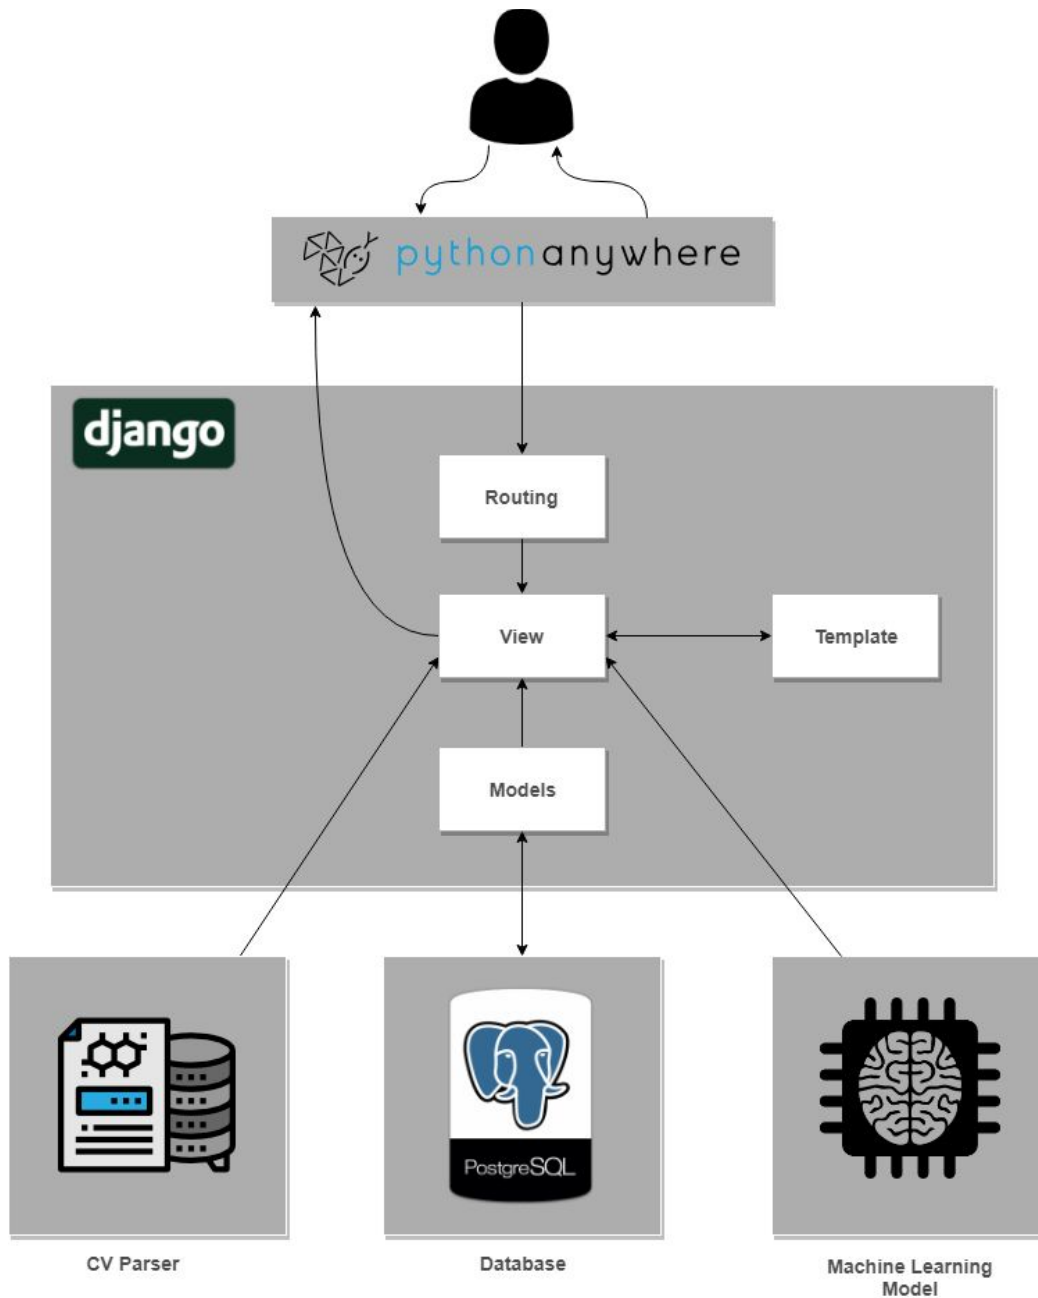 pythonanywhere
django
Routing
View
Template
Models
PostgreSQL
CV Parser
Database
Machine Learning
Model